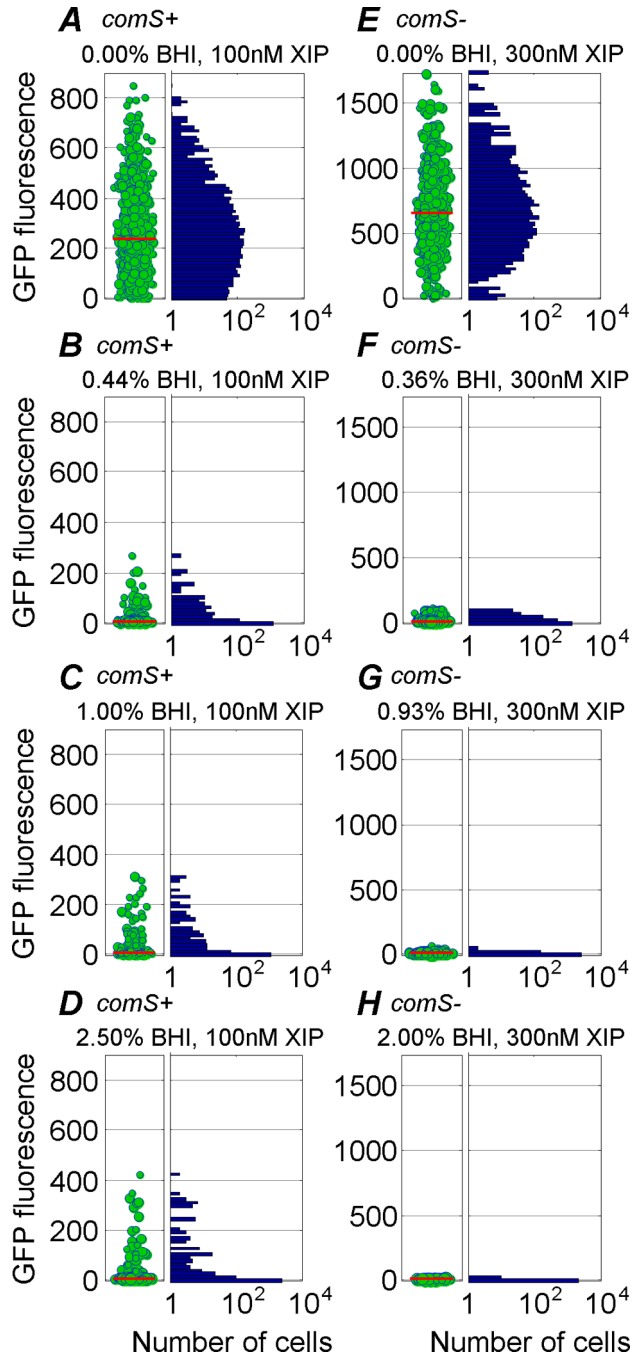 A comS+
0.00% BHI, 100nM XIP
GFP fluorescence
800
600
400
200
0
1 10^2 10^4
E comS-
0.00% BHI, 300nM XIP
1500
1000
500
0
1 10^2 10^4
B comS+
0.44% BHI, 100nM XIP
GFP fluorescence
800
600
400
200
0
1 10^2 10^4
F comS-
0.36% BHI, 300nM XIP
1500
1000
500
0
1 10^2 10^4
C comS+
1.00% BHI, 100nM XIP
GFP fluorescence
800
600
400
200
0
1 10^2 10^4
G comS-
0.93% BHI, 300nM XIP
1500
1000
500
0
1 10^2 10^4
D comS+
2.50% BHI, 100nM XIP
GFP fluorescence
800
600
400
200
0
1 10^2 10^4
Number of cells
H comS-
2.00% BHI, 300nM XIP
1500
1000
500
0
1 10^2 10^4
Number of cells